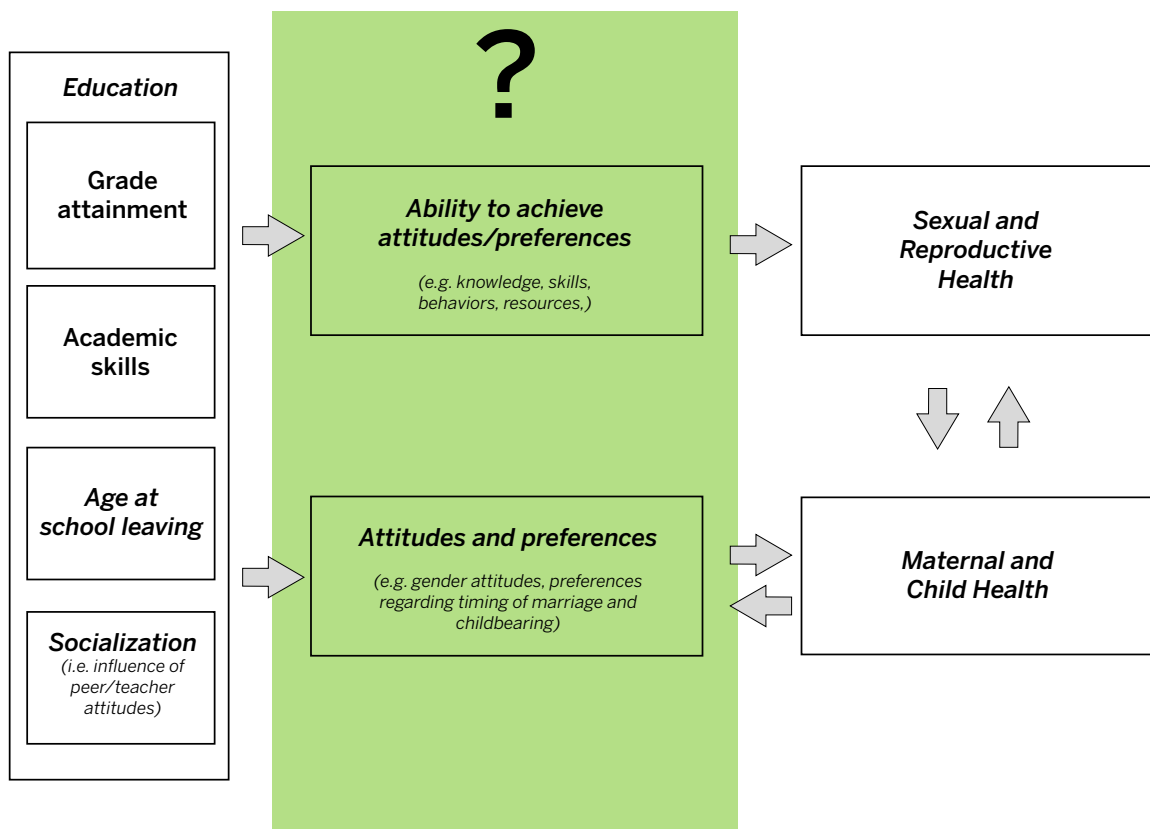 ?
Education
Grade
attainment
Academic
skills
Age at
school leaving
Socialization
(i.e. influence of
peer/teacher
attitudes)
Ability to achieve
attitudes/preferences
(e.g. knowledge, skills,
behaviors, resources,)
Attitudes and preferences
(e.g. gender attitudes, preferences
regarding timing of marriage and
childbearing)
Sexual and
Reproductive
Health
Maternal and
Child Health